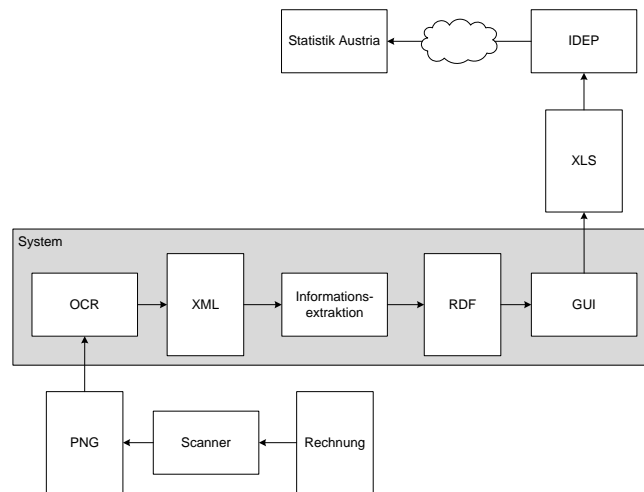 Statistik Austria
IDEP
XLS
System
OCR
XML
Informations-
extraktion
RDF
GUI
PNG
Scanner
Rechnung